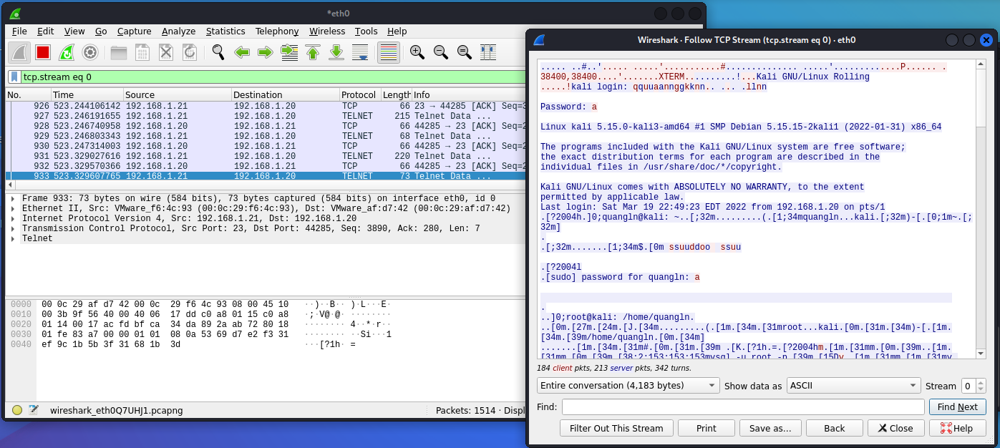 *eth0
File Edit View Go Capture Analyze Statistics Telephony Wireless Tools Help
tcp.stream eq 0
No. Time Source Destination Protocol Length Info
926 523.244106142 192.168.1.21 192.168.1.20 TCP 66 23 → 44285 [ACK] Seq=3
927 523.246191655 192.168.1.21 192.168.1.20 TELNET 215 Telnet Data ...
928 523.246740958 192.168.1.20 192.168.1.21 TCP 66 44285 → 23 [ACK] Seq=2
929 523.246803343 192.168.1.21 192.168.1.20 TELNET 68 Telnet Data ...
930 523.247314003 192.168.1.20 192.168.1.21 TCP 66 44285 → 23 [ACK] Seq=2
931 523.329027616 192.168.1.21 192.168.1.20 TELNET 220 Telnet Data ...
932 523.329570366 192.168.1.20 192.168.1.21 TCP 66 44285 → 23 [ACK] Seq=2
933 523.329607765 192.168.1.21 192.168.1.20 TELNET 73 Telnet Data ...
Frame 933: 73 bytes on wire (584 bits), 73 bytes captured (584 bits) on interface eth0, id 0
Ethernet II, Src: VMware_f6:4c:93 (00:0c:29:f6:4c:93), Dst: VMware_af:d7:42 (00:0c:29:af:d7:42)
Internet Protocol Version 4, Src: 192.168.1.21, Dst: 192.168.1.20
Transmission Control Protocol, Src Port: 23, Dst Port: 44285, Seq: 3890, Ack: 280, Len: 7
Telnet
0000 00 0c 29 af d7 42 00 0c 29 f6 4c 93 08 00 45 10 ··)··B·· )·L···E·
0010 00 3b 9f 56 40 00 40 06 17 dd c0 a8 01 15 c0 a8 ·;·V@·@· ········
0020 01 14 00 17 ac fd bf ca 34 da 89 2a ab 72 80 18 ········ 4··*·r··
0030 01 fe 83 a7 00 00 01 01 08 0a 53 69 d7 e2 f3 31 ········ ··Si···1
0040 ef 9c 1b 5b 3f 31 68 1b 3d ···[?1h· =
wireshark_eth0Q7UHJ1.pcapng Packets: 1514 · Displ
Wireshark · Follow TCP Stream (tcp.stream eq 0) · eth0
..... ..#..'..... .....'...........#.............. .....'.............P...... .
38400,38400....'.......XTERM..........!...Kali GNU/Linux Rolling
.....!kali login: qquuaannggkknn.. ... .llnn
Password: a
Linux kali 5.15.0-kali3-amd64 #1 SMP Debian 5.15.15-2kali1 (2022-01-31) x86_64
The programs included with the Kali GNU/Linux system are free software;
the exact distribution terms for each program are described in the
individual files in /usr/share/doc/*/copyright.
Kali GNU/Linux comes with ABSOLUTELY NO WARRANTY, to the extent
permitted by applicable law.
Last login: Sat Mar 19 22:49:23 EDT 2022 from 192.168.1.20 on pts/1
.[?2004h.]0;quangln@kali: ~..[;32m.........(.[1;34mquangln...kali.[;32m)-[.[0;1m~.[;
32m]
.
.[;32m.......[1;34m$.[0m ssuuddoo  ssuu
.[?2004l
.[sudo] password for quangln: a
.
..]0;root@kali: /home/quangln.
..[0m.[27m.[24m.[J.[34m.........(.[1m.[34m.[31mroot...kali.[0m.[31m.[34m)-[.[1m.
[34m.[39m/home/quangln.[0m.[34m]
.......[1m.[34m.[31m#.[0m.[31m.[39m .[K.[?1h.=.[?2004hm.[1m.[31mm.[0m.[39m..[1m.
[31mm.[0m.[39m.[38;2;153;153;153mysql -u root -p.[39m.[15Dy..[1m.[31mm.[1m.[31my
184 client pkts, 213 server pkts, 342 turns.
Entire conversation (4,183 bytes) Show data as ASCII Stream 0
Find: Find Next
Filter Out This Stream Print Save as... Back Close Help